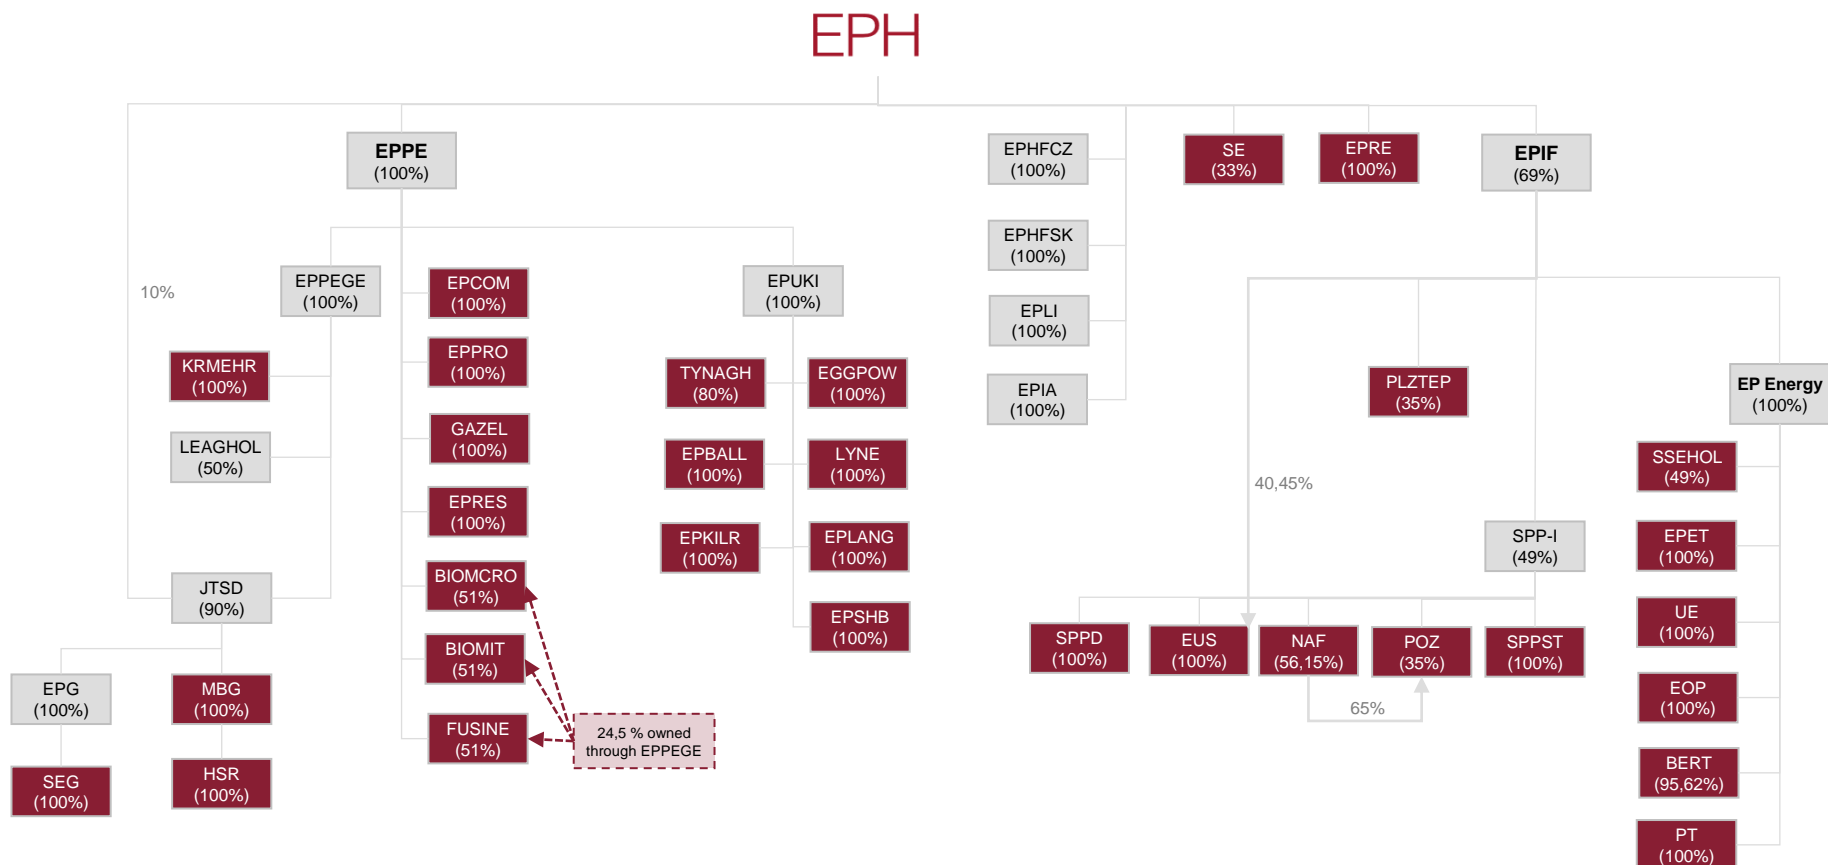 EPH
EPPE
(100%)
EPHFCZ
(100%)
SE
(33%)
EPRE
(100%)
EPIF
(69%)
EPHFSK
(100%)
EPLI
(100%)
EPIA
(100%)
10%
EPPEGE
(100%)
KRMEHR
(100%)
LEAGHOL
(50%)
JTSD
(90%)
EPG
(100%)
MBG
(100%)
SEG
(100%)
HSR
(100%)
EPCOM
(100%)
EPPRO
(100%)
GAZEL
(100%)
EPRES
(100%)
BIOMCRO
(51%)
BIOMIT
(51%)
FUSINE
(51%)
24,5 % owned
through EPPEGE
EPUKI
(100%)
TYNAGH
(80%)
EGGPOW
(100%)
EPBALL
(100%)
LYNE
(100%)
EPKILR
(100%)
EPLANG
(100%)
EPSHB
(100%)
40,45%
PLZTEP
(35%)
SPP-I
(49%)
SPPD
(100%)
EUS
(100%)
NAF
(56,15%)
POZ
(35%)
SPPST
(100%)
65%
EP Energy
(100%)
SSEHOL
(49%)
EPET
(100%)
UE
(100%)
EOP
(100%)
BERT
(95,62%)
PT
(100%)